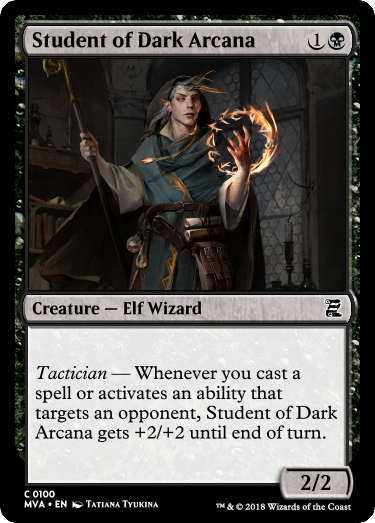 Student of Dark Arcana 1
Creature — Elf Wizard
Tactician — Whenever you cast a
spell or activates an ability that
targets an opponent, Student of Dark
Arcana gets +2/+2 until end of turn.
2/2
C 0100
MVA • EN TATIANA TYUKINA
™ & © 2018 Wizards of the Coast